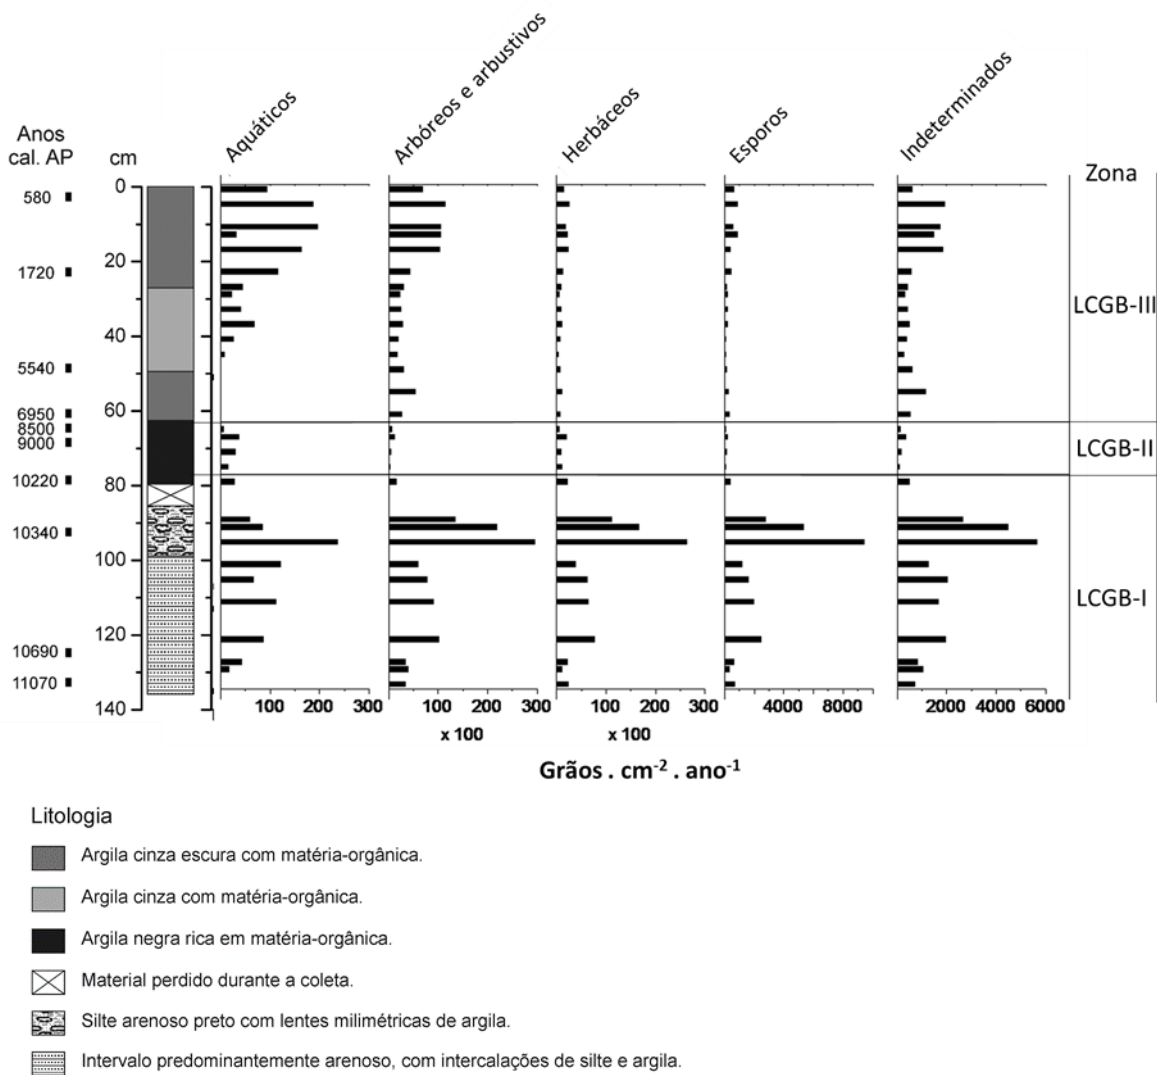 Aquáticos
Arbóreos e arbustivos
Herbáceos
Esporos
Indeterminados
Anos
cal. AP
cm
Zona
0
20
40
60
80
100
120
140
580
1720
5540
6950
8500
9000
10220
10340
10690
11070
LCGB-III
LCGB-II
LCGB-I
100 200 300
100 200 300
100 200 300
4000 8000
2000 4000 6000
x 100
x 100
Grãos . cm⁻² . ano⁻¹
Litologia
Argila cinza escura com matéria-orgânica.
Argila cinza com matéria-orgânica.
Argila negra rica em matéria-orgânica.
Material perdido durante a coleta.
Silte arenoso preto com lentes milimétricas de argila.
Intervalo predominantemente arenoso, com intercalações de silte e argila.